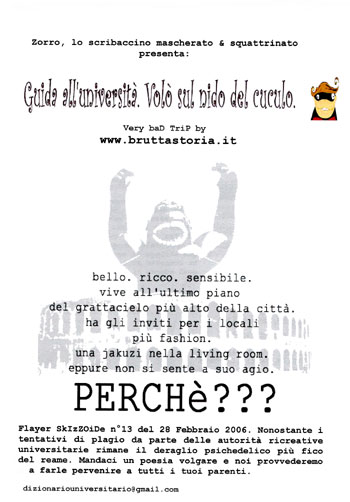 Zorro, lo scribaccino mascherato & squattrinato
presenta:
Guida all'università. Volò sul nido del cuculo.
Very baD TriP by
www.bruttastoria.it
bello. ricco. sensibile.
vive all'ultimo piano
del grattacielo più alto della città.
ha gli inviti per i locali
più fashion.
una jakuzi nella living room.
eppure non si sente a suo agio.
PERCHè???
Flayer SkIzZOiDe n°13 del 28 Febbraio 2006. Nonostante i
tentativi di plagio da parte delle autorità ricreative
universitarie rimane il deraglio psichedelico più fico
del reame. Mandaci un poesia volgare e noi provvederemo
a farle pervenire a tutti i tuoi parenti.
dizionariouniversitario@gmail.com